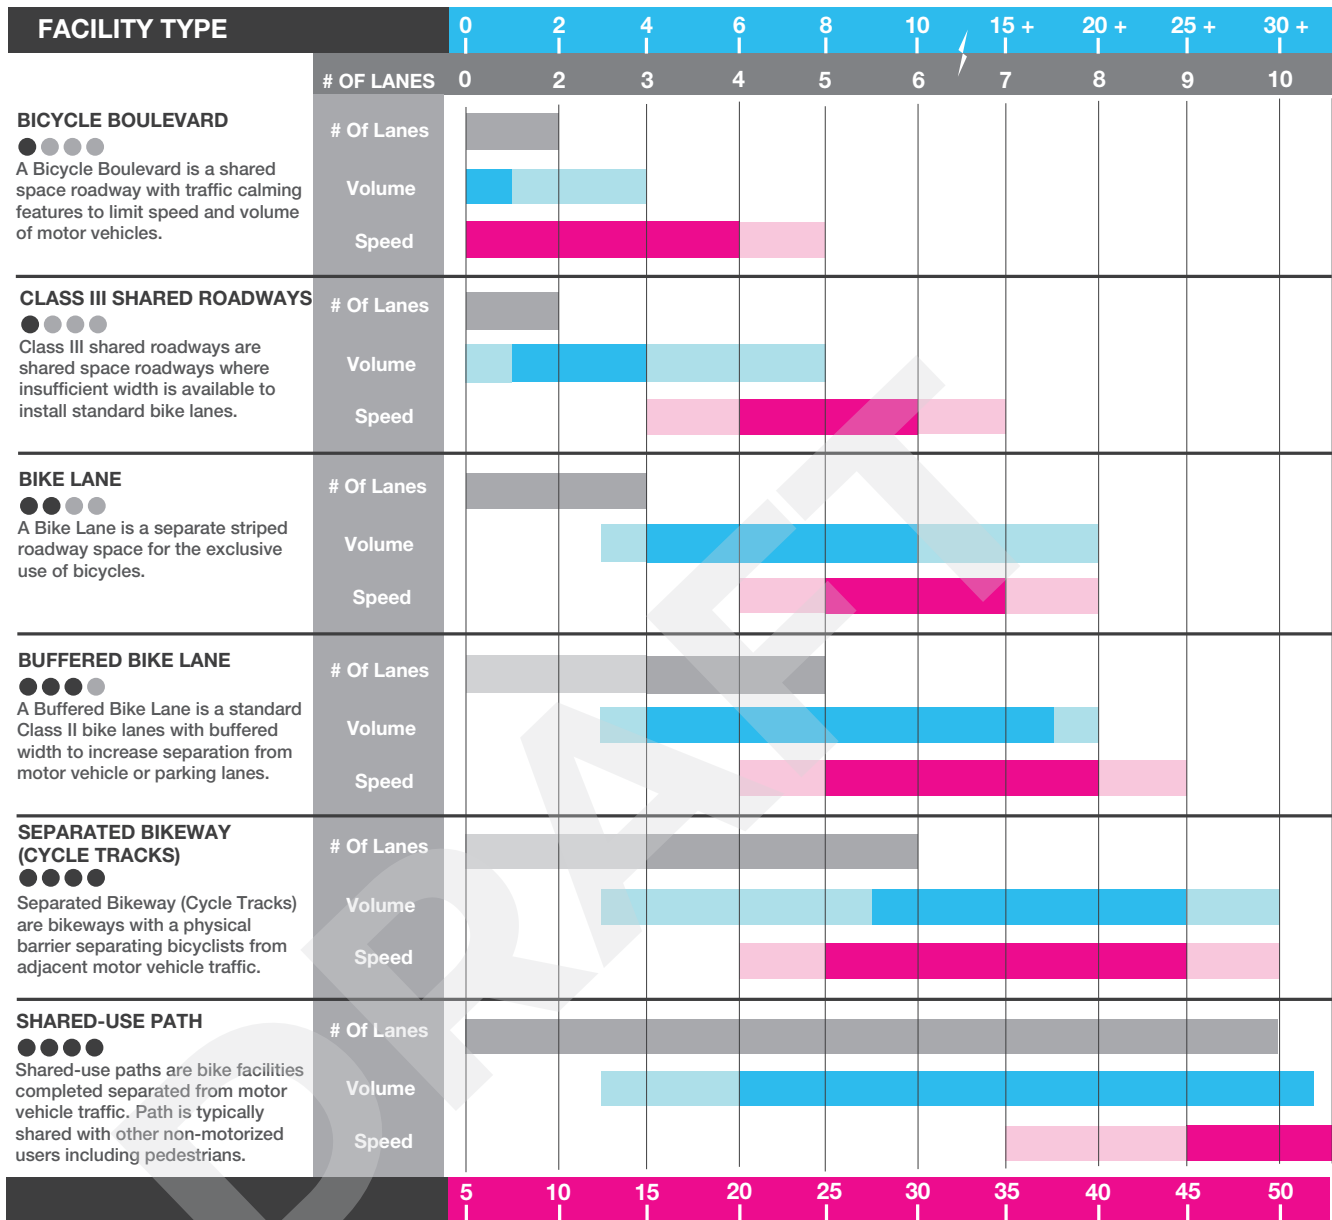 FACILITY TYPE
0 2 4 6 8 10 15 + 20 + 25 + 30 +
# OF LANES 0 2 3 4 5 6 7 8 9 10
BICYCLE BOULEVARD
A Bicycle Boulevard is a shared
space roadway with traffic calming
features to limit speed and volume
of motor vehicles.
# Of Lanes
Volume
Speed
CLASS III SHARED ROADWAYS
Class III shared roadways are
shared space roadways where
insufficient width is available to
install standard bike lanes.
# Of Lanes
Volume
Speed
BIKE LANE
A Bike Lane is a separate striped
roadway space for the exclusive
use of bicycles.
# Of Lanes
Volume
Speed
BUFFERED BIKE LANE
A Buffered Bike Lane is a standard
Class II bike lanes with buffered
width to increase separation from
motor vehicle or parking lanes.
# Of Lanes
Volume
Speed
SEPARATED BIKEWAY
(CYCLE TRACKS)
Separated Bikeway (Cycle Tracks)
are bikeways with a physical
barrier separating bicyclists from
adjacent motor vehicle traffic.
# Of Lanes
Volume
Speed
SHARED-USE PATH
Shared-use paths are bike facilities
completed separated from motor
vehicle traffic. Path is typically
shared with other non-motorized
users including pedestrians.
# Of Lanes
Volume
Speed
5 10 15 20 25 30 35 40 45 50
DRAFT